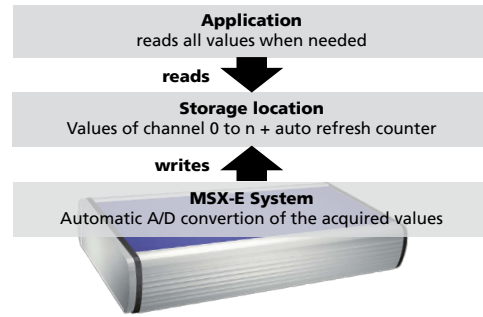 Application
reads all values when needed
reads
Storage location
Values of channel 0 to n + auto refresh counter
writes
MSX-E System
Automatic A/D convertion of the acquired values